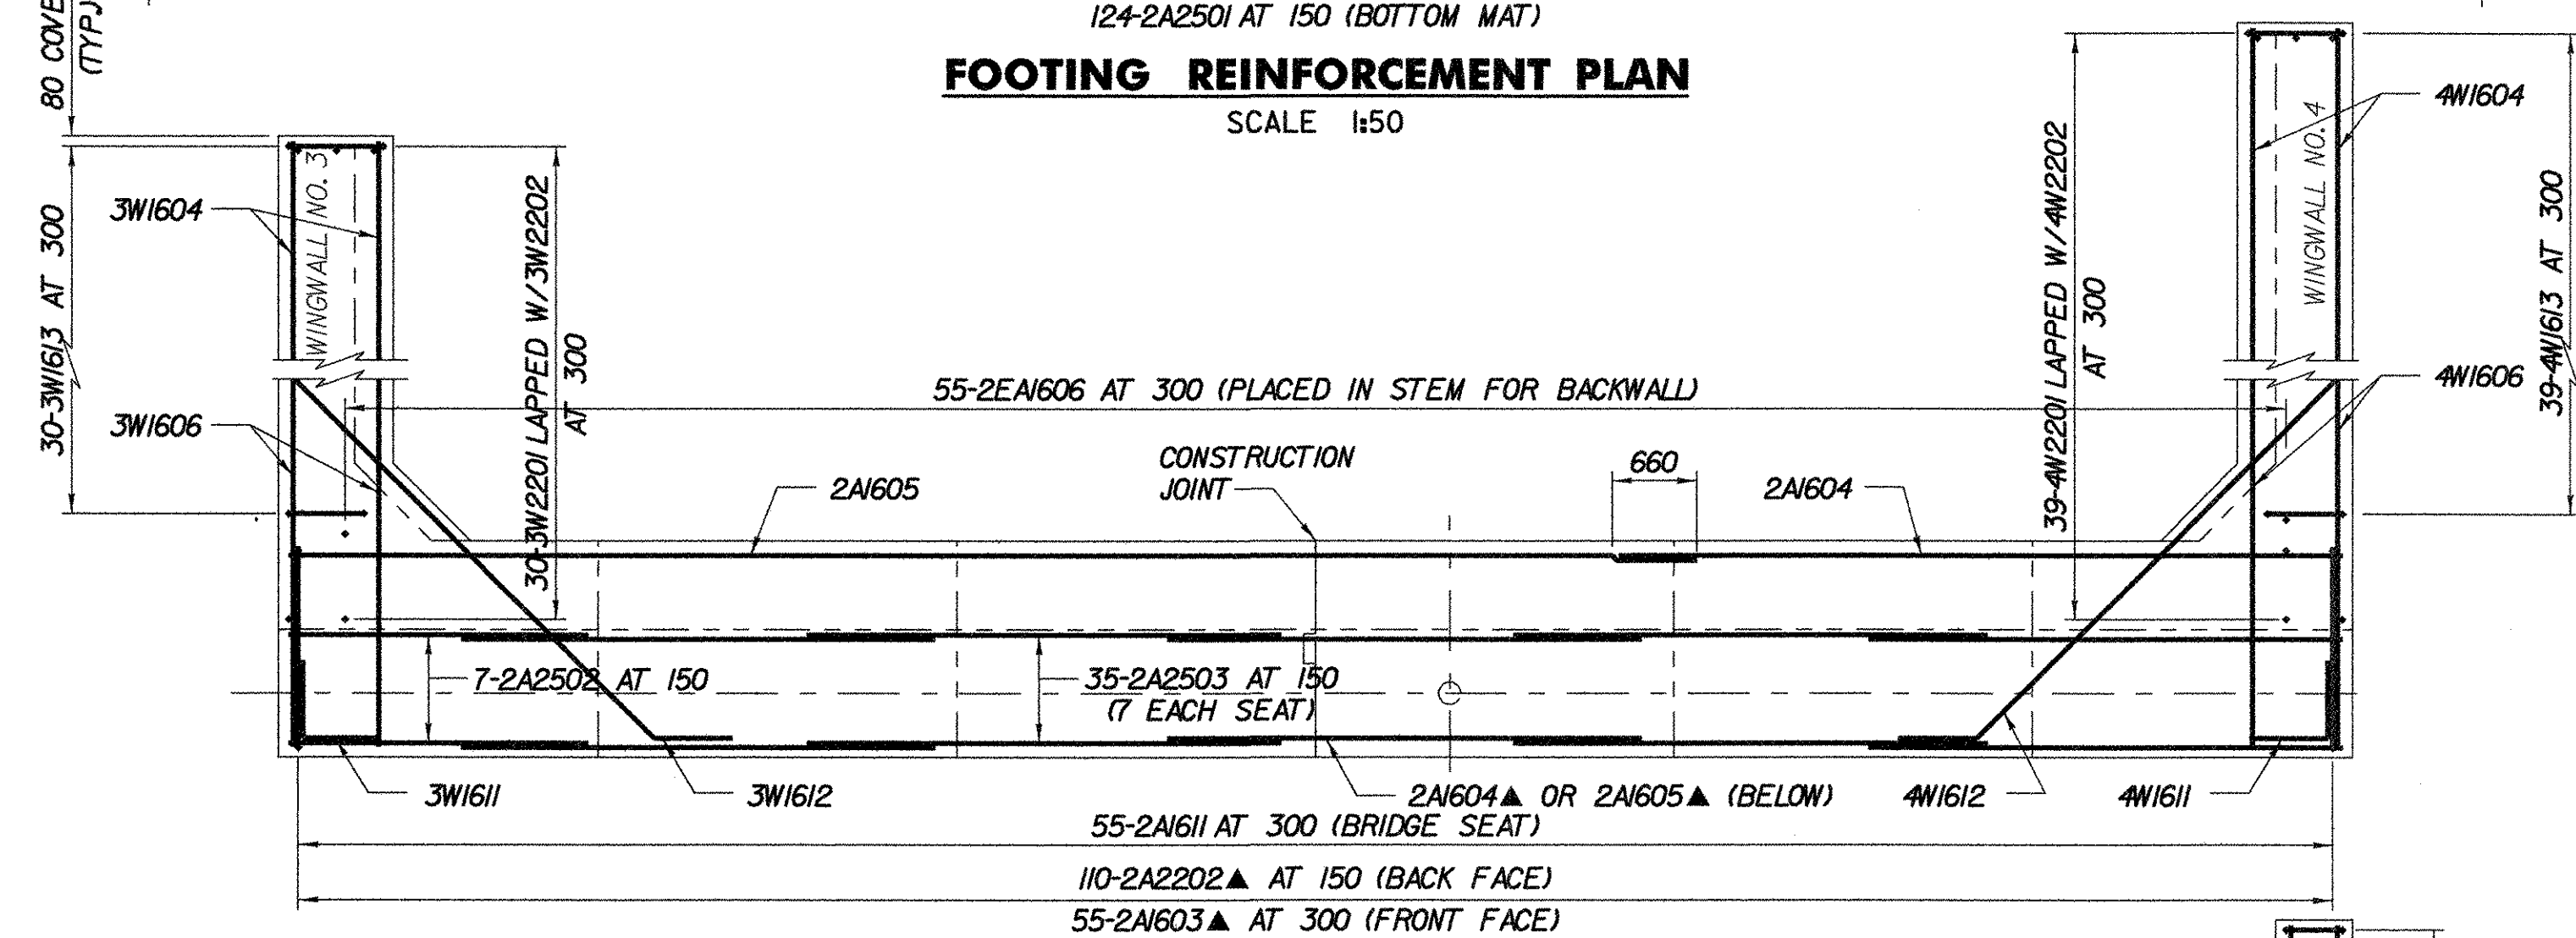 124-2A2501 AT 150 (BOTTOM MAT)
FOOTING REINFORCEMENT PLAN
SCALE 1:50
(TYP.)
30-3W1613 AT 300
3W1604
WINGWALL NO. 3
30-3W2201 LAPPED W/3W2202
AT 300
3W1606
55-2EA1606 AT 300 (PLACED IN STEM FOR BACKWALL)
39-4W2201 LAPPED W/4W2202
AT 300
WINGWALL NO. 4
4W1604
4W1606
39-4W1613 AT 300
CONSTRUCTION
JOINT
660
2A1605
2A1604
7-2A2502 AT 150
35-2A2503 AT 150
(7 EACH SEAT)
3W1611
3W1612
2A1604▲ OR 2A1605▲ (BELOW)
4W1612
4W1611
55-2A1611 AT 300 (BRIDGE SEAT)
110-2A2202▲ AT 150 (BACK FACE)
55-2A1603▲ AT 300 (FRONT FACE)